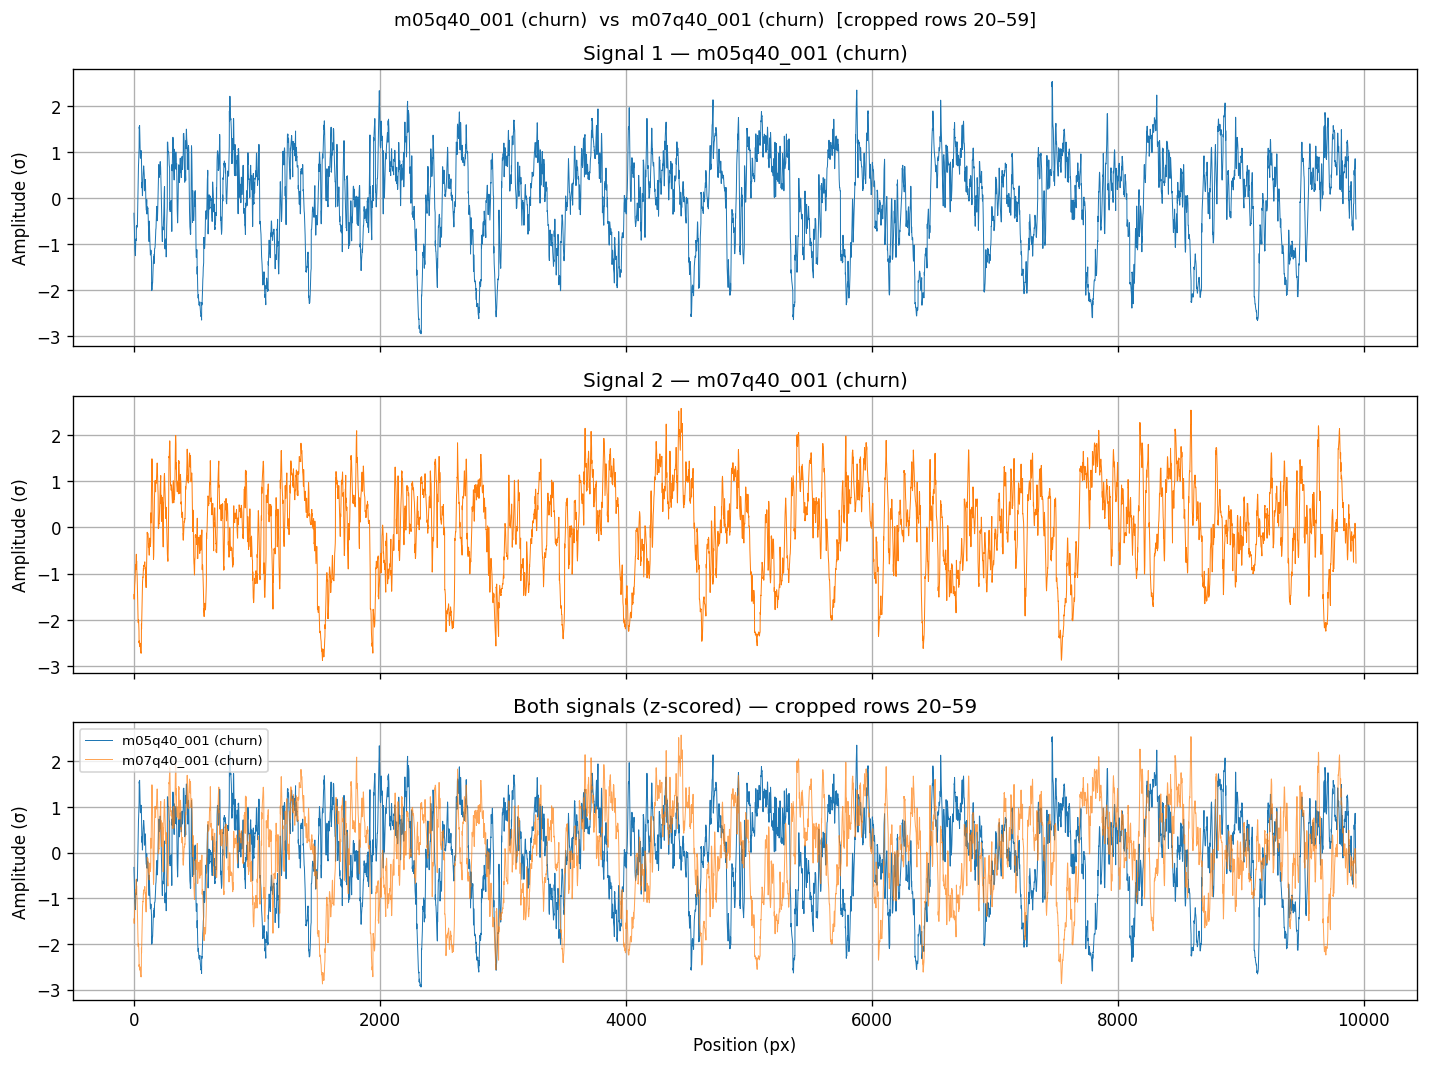 m05q40_001 (churn)  vs  m07q40_001 (churn)  [cropped rows 20–59]
Signal 1 — m05q40_001 (churn)
Amplitude (σ)
2
1
0
−1
−2
−3
Signal 2 — m07q40_001 (churn)
Amplitude (σ)
2
1
0
−1
−2
−3
Both signals (z-scored) — cropped rows 20–59
m05q40_001 (churn)
m07q40_001 (churn)
Amplitude (σ)
2
1
0
−1
−2
−3
0 2000 4000 6000 8000 10000
Position (px)